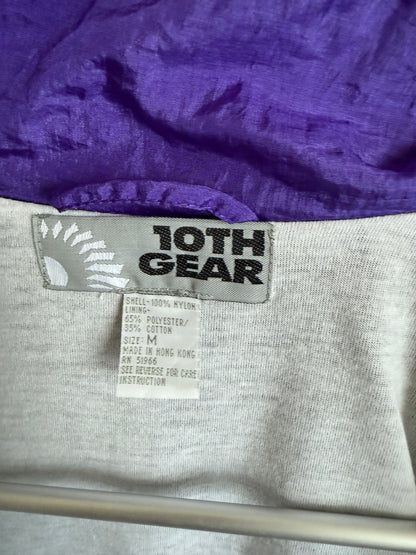 10TH
GEAR
SHELL-100% NYLON
LINING-
65% POLYESTER/
35% COTTON
SIZE: M
MADE IN HONG KONG
RN 51966
SEE REVERSE FOR CARE
INSTRUCTION